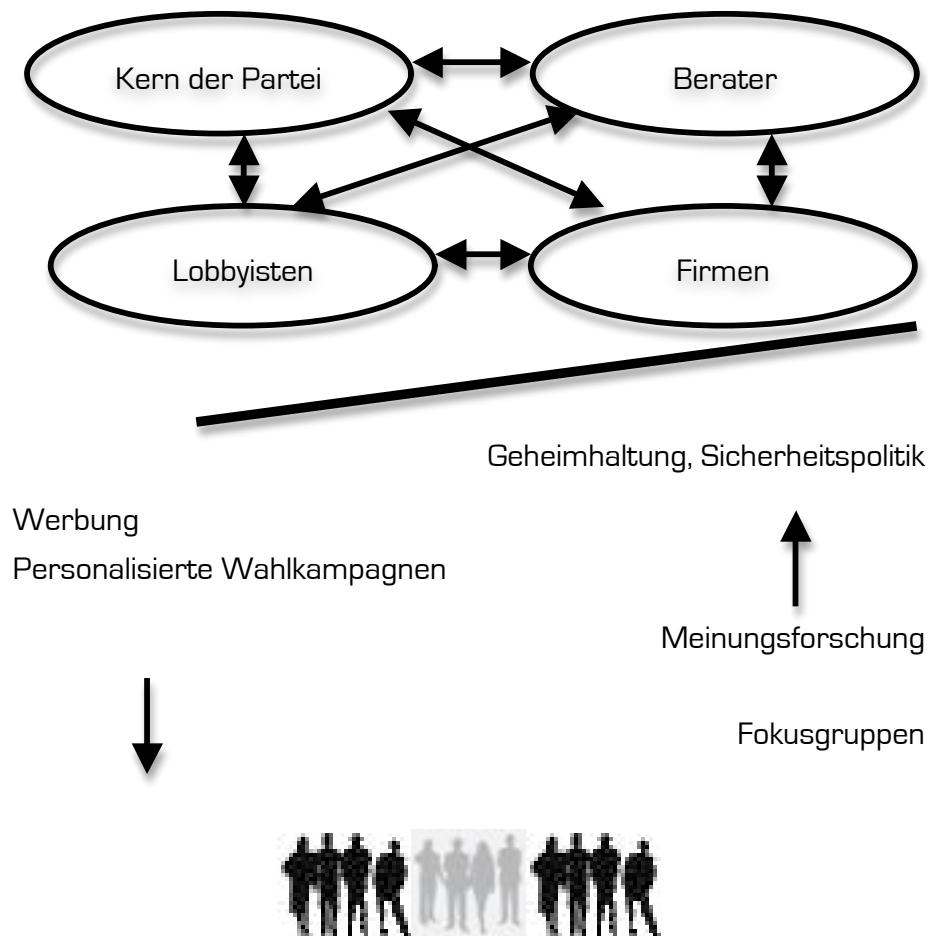 Kern der Partei
Berater
Lobbyisten
Firmen
Geheimhaltung, Sicherheitspolitik
Werbung
Personalisierte Wahlkampagnen
Meinungsforschung
Fokusgruppen